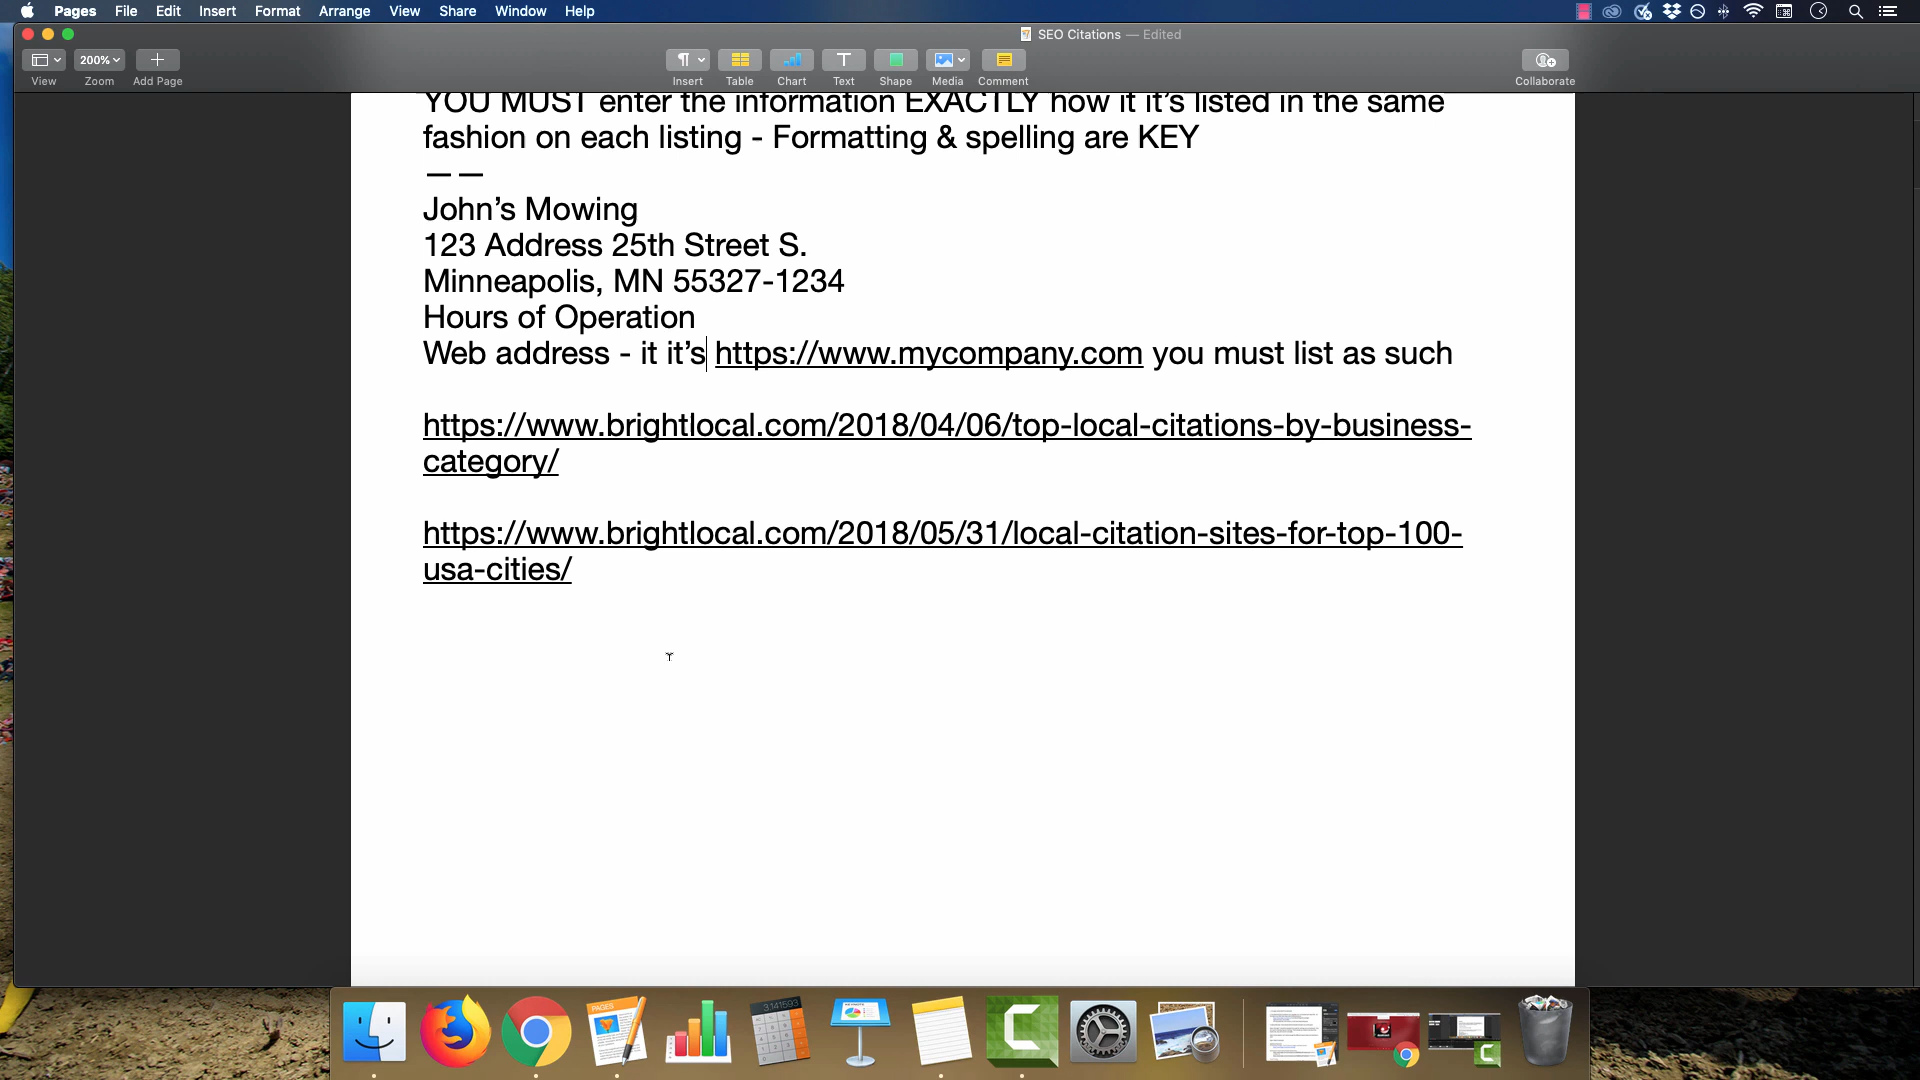 Pages File Edit Insert Format Arrange View Share Window Help
SEO Citations — Edited
200%
View Zoom Add Page Insert Table Chart Text Shape Media Comment Collaborate
YOU MUST enter the information EXACTLY how it it’s listed in the same
fashion on each listing - Formatting & spelling are KEY
——
John’s Mowing
123 Address 25th Street S.
Minneapolis, MN 55327-1234
Hours of Operation
Web address - it it’s https://www.mycompany.com you must list as such
https://www.brightlocal.com/2018/04/06/top-local-citations-by-business-
category/
https://www.brightlocal.com/2018/05/31/local-citation-sites-for-top-100-
usa-cities/
PAGES
3.141593